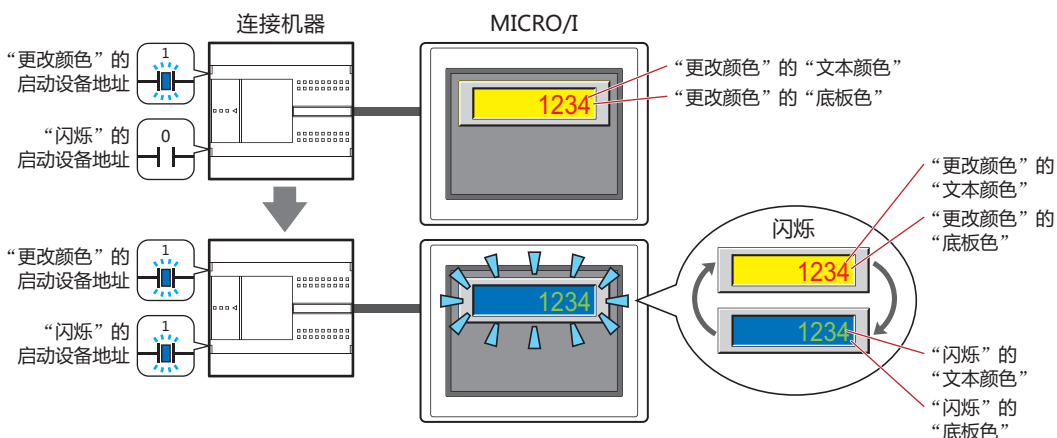 连接机器
MICRO/I
“更改颜色”的
启动设备地址
1
“闪烁”的
启动设备地址
0
1234
“更改颜色”的“文本颜色”
“更改颜色”的“底板色”
“更改颜色”的
启动设备地址
1
“闪烁”的
启动设备地址
1
1234
闪烁
1234
1234
“更改颜色”的
“文本颜色”
“更改颜色”的
“底板色”
“闪烁”的
“文本颜色”
“闪烁”的
“底板色”